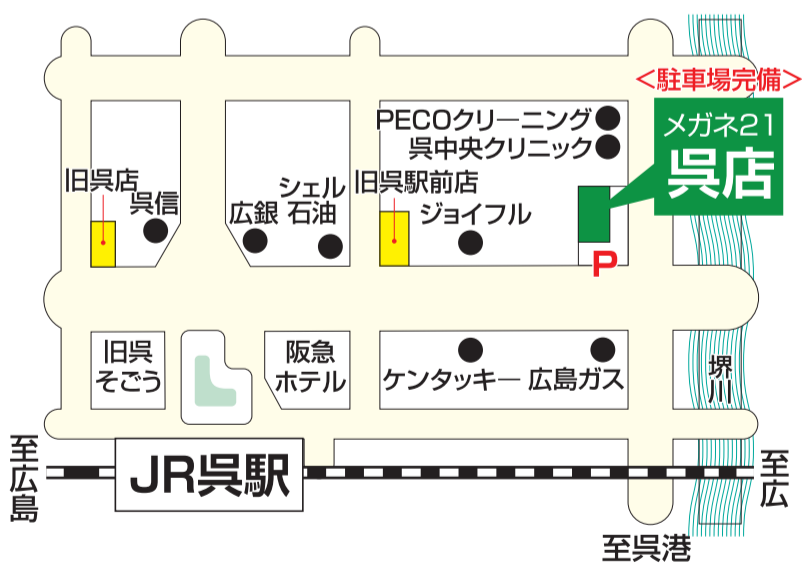 <駐車場完備>
メガネ21
呉店
PECOクリーニング
呉中央クリニック
旧呉店
呉信
広銀
シェル
石油
旧呉駅前店
ジョイフル
P
旧呉
そごう
阪急
ホテル
ケンタッキー
広島ガス
堺川
至広島
JR呉駅
至広
至呉港